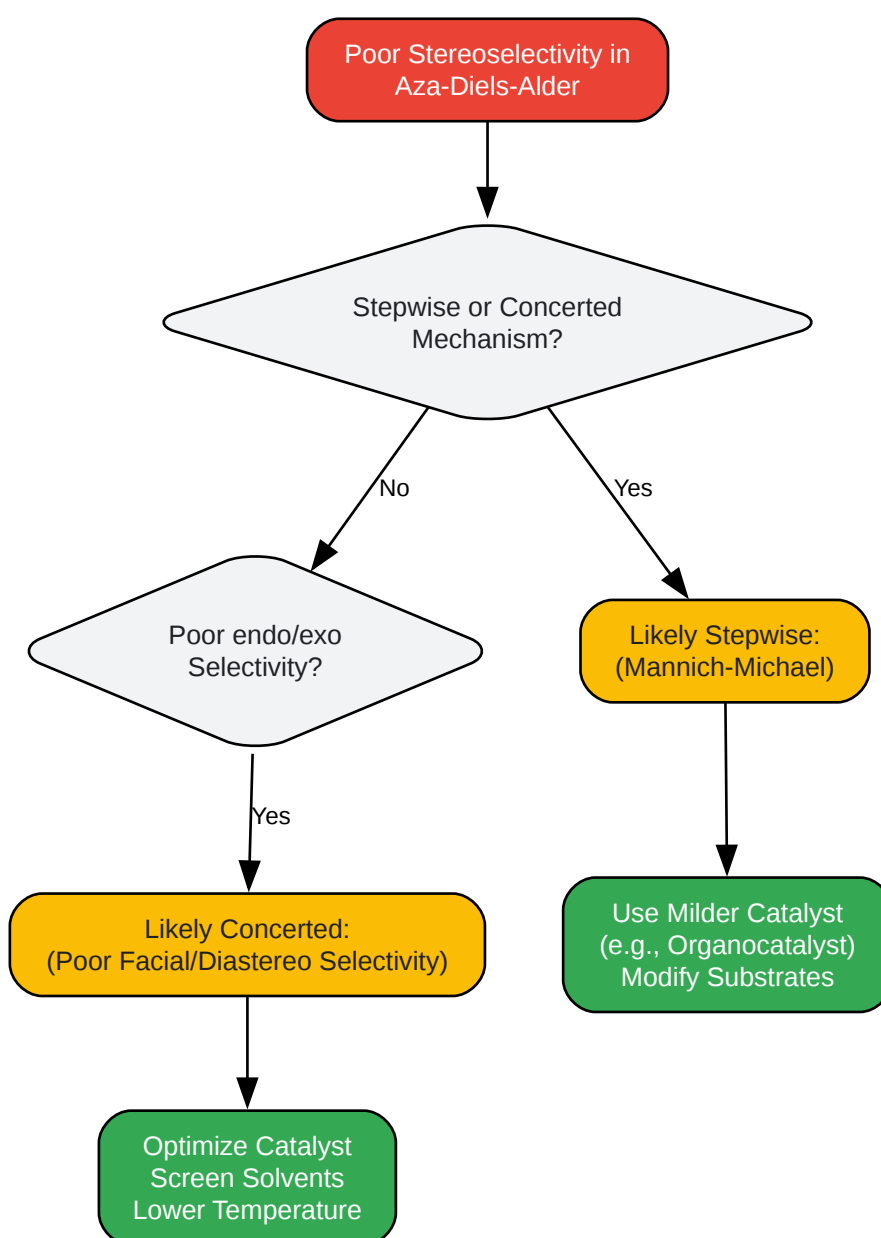 Poor Stereoselectivity in
Aza-Diels-Alder
Stepwise or Concerted
Mechanism?
No
Yes
Poor endo/exo
Selectivity?
Likely Stepwise:
(Mannich-Michael)
Yes
Likely Concerted:
(Poor Facial/Diastereo Selectivity)
Use Milder Catalyst
(e.g., Organocatalyst)
Modify Substrates
Optimize Catalyst
Screen Solvents
Lower Temperature